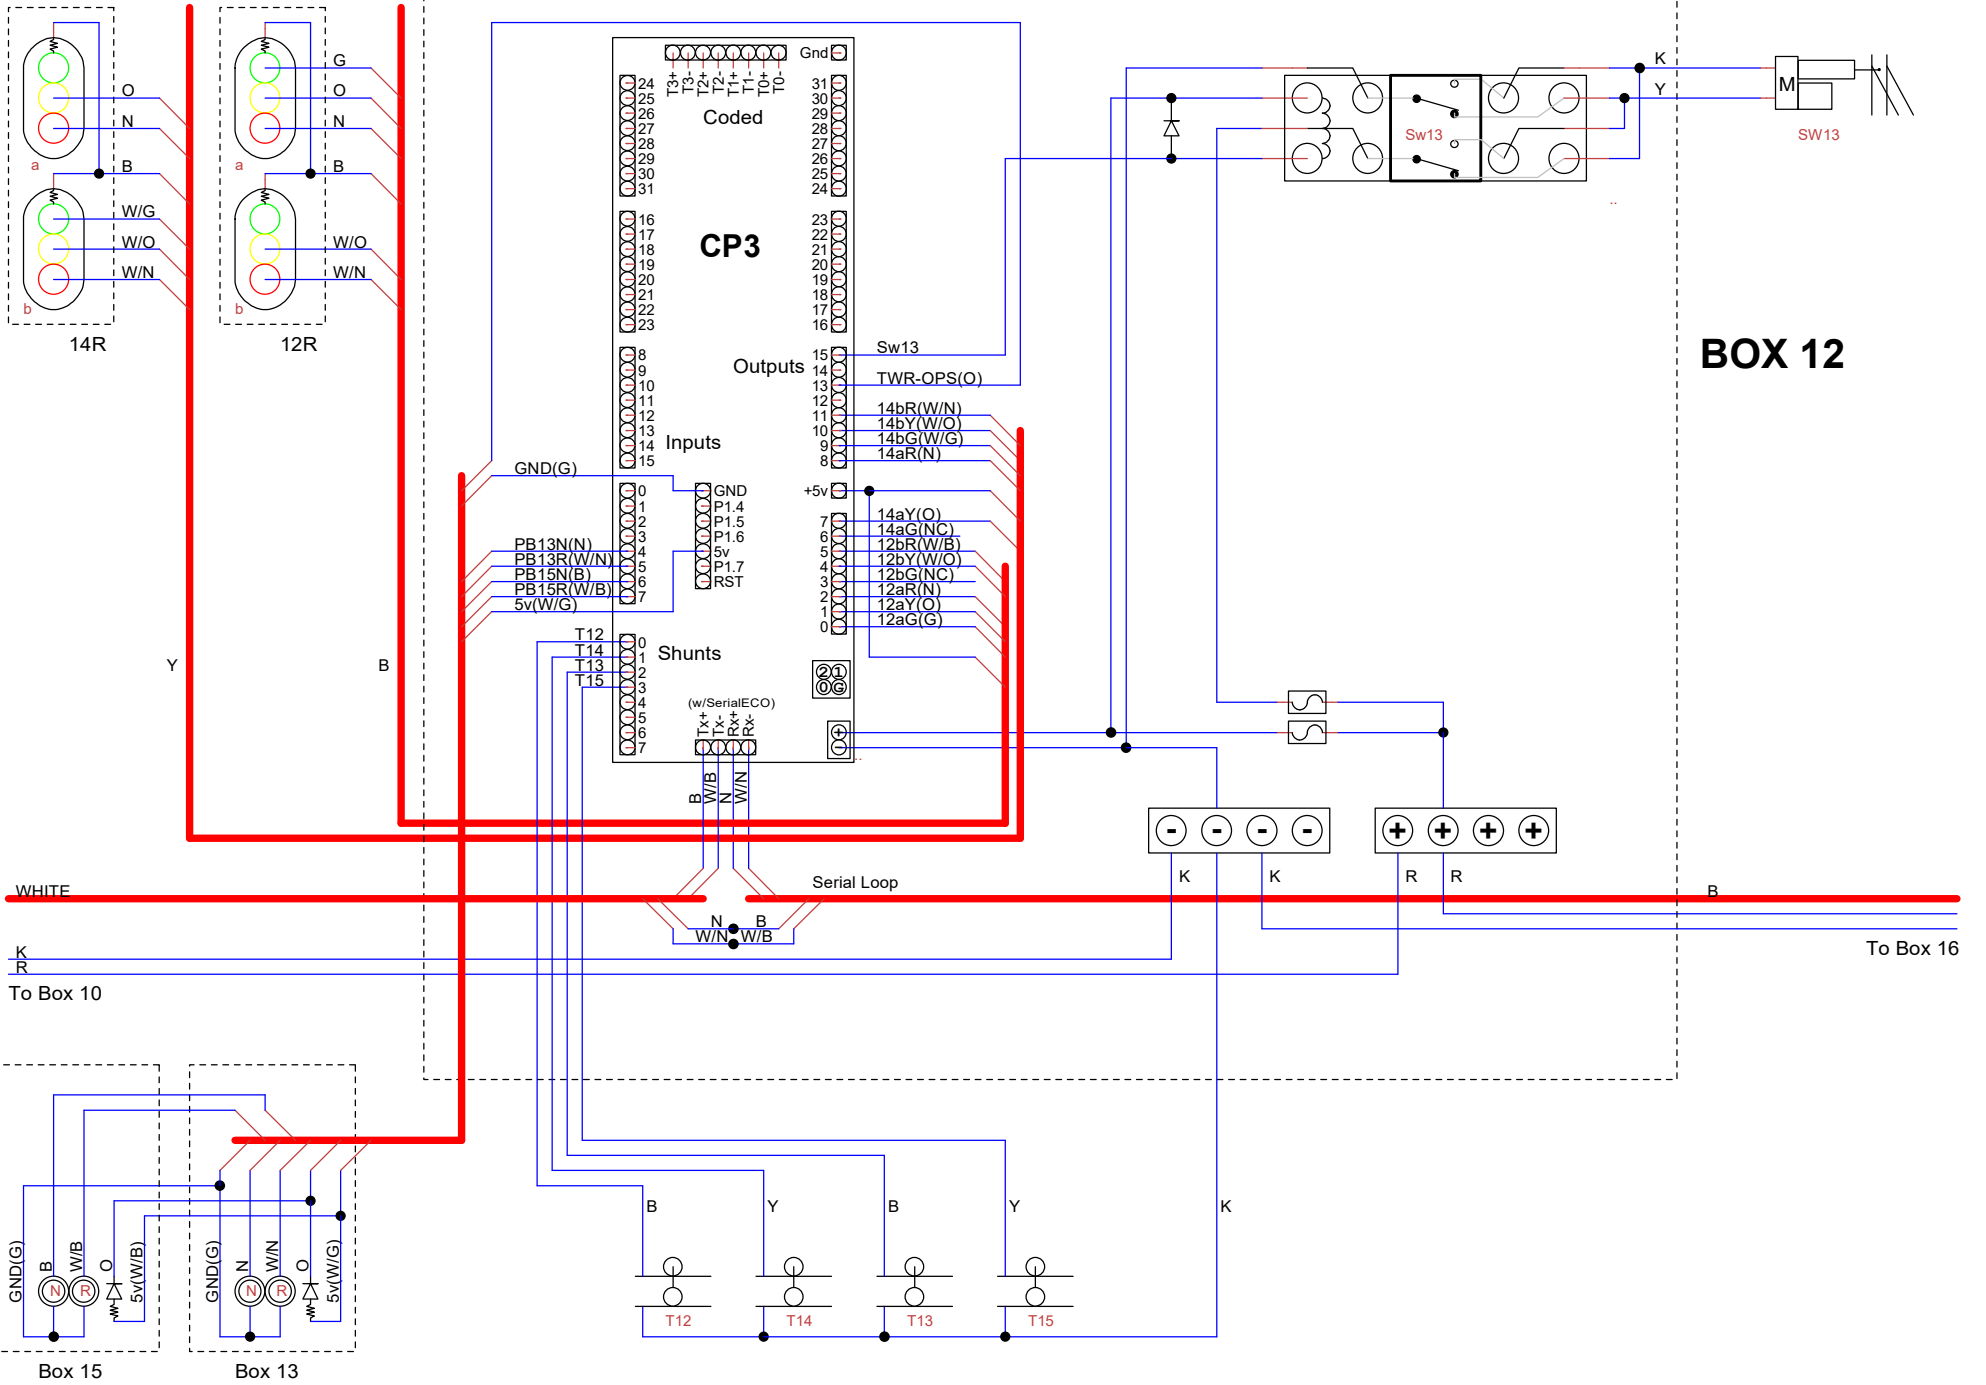 O
N
B
W/G
W/O
W/N
a
b
14R
G
O
N
B
W/O
W/N
a
b
12R
Y
B
T3+ T3- T2+ T2- T1+ T1- T0+ T0-
Gnd
Coded
24
25
26
27
28
29
30
31
31
30
29
28
27
26
25
24
CP3
16
17
18
19
20
21
22
23
23
22
21
20
19
18
17
16
Outputs
8
9
10
11
12
13
14
15
15
14
13
12
11
10
9
8
Inputs
Sw13
TWR-OPS(O)
14bR(W/N)
14bY(W/O)
14bG(W/G)
14aR(N)
GND(G)
0
1
2
3
4
5
6
7
GND
P1.4
P1.5
P1.6
5v
P1.7
RST
+5v
7
6
5
4
3
2
1
0
14aY(O)
14aG(NC)
12bR(W/B)
12bY(W/O)
12bG(NC)
12aR(N)
12aY(O)
12aG(G)
PB13N(N)
PB13R(W/N)
PB15N(B)
PB15R(W/B)
5v(W/G)
T12
T14
T13
T15
0
1
2
3
4
5
6
7
Shunts
2 1
0 G
(w/SerialECO)
Tx+ Tx- Rx+ Rx-
+
-
B W/B N W/N
Sw13
K
Y
M
SW13
BOX 12
- - - -
+ + + +
K
K
R
R
WHITE
Serial Loop
B
N B
W/N W/B
K
R
To Box 10
To Box 16
GND(G)
B
W/B
O
5v(W/B)
N R
Box 15
GND(G)
N
W/N
O
5v(W/G)
N R
Box 13
B
Y
B
Y
K
T12
T14
T13
T15